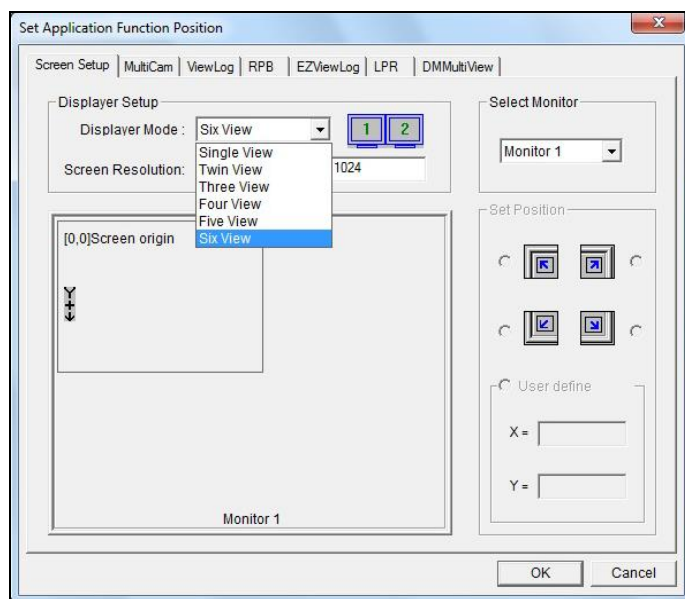 Set Application Function Position
X
Screen Setup MultiCam ViewLog RPB EZViewLog LPR DMMultiView
Displayer Setup
Displayer Mode : Six View
1 2
Single View
Twin View
Three View
Four View
Five View
Six View
Screen Resolution: 1024
Select Monitor
Monitor 1
[0,0]Screen origin
Y
+
Monitor 1
Set Position
User define
X =
Y =
OK Cancel